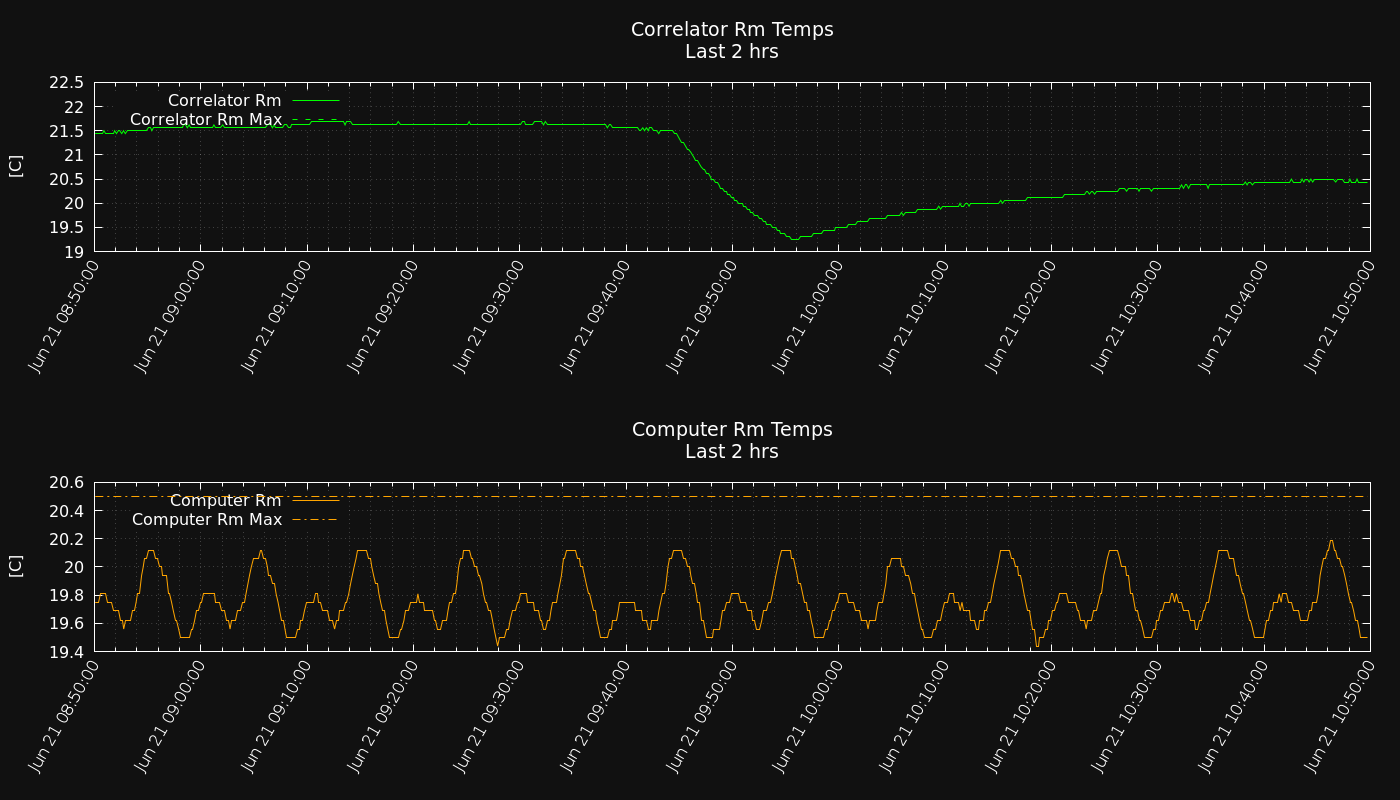 Correlator Rm Temps
Last 2 hrs
22.5
22
21.5
21
20.5
20
19.5
19
[C]
Correlator Rm
Correlator Rm Max
Jun 21 08:50:00
Jun 21 09:00:00
Jun 21 09:10:00
Jun 21 09:20:00
Jun 21 09:30:00
Jun 21 09:40:00
Jun 21 09:50:00
Jun 21 10:00:00
Jun 21 10:10:00
Jun 21 10:20:00
Jun 21 10:30:00
Jun 21 10:40:00
Jun 21 10:50:00
Computer Rm Temps
Last 2 hrs
20.6
20.4
20.2
20
19.8
19.6
19.4
[C]
Computer Rm
Computer Rm Max
Jun 21 08:50:00
Jun 21 09:00:00
Jun 21 09:10:00
Jun 21 09:20:00
Jun 21 09:30:00
Jun 21 09:40:00
Jun 21 09:50:00
Jun 21 10:00:00
Jun 21 10:10:00
Jun 21 10:20:00
Jun 21 10:30:00
Jun 21 10:40:00
Jun 21 10:50:00